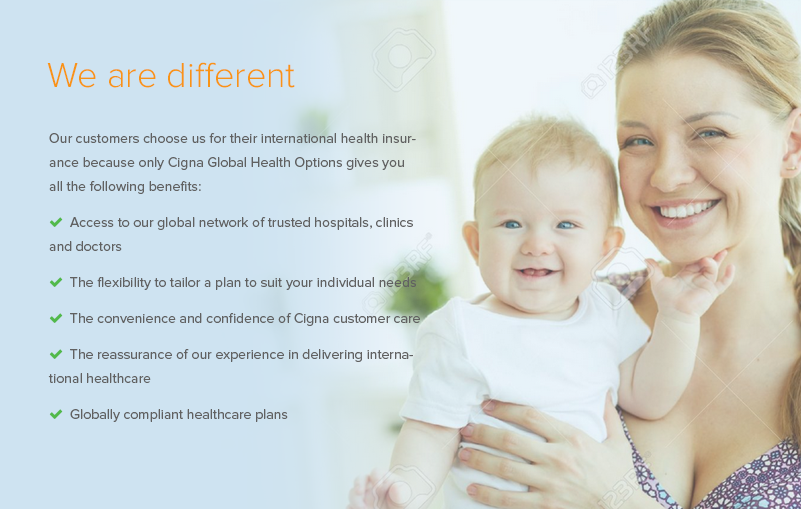 We are different
Our customers choose us for their international health insur-
ance because only Cigna Global Health Options gives you
all the following benefits:
Access to our global network of trusted hospitals, clinics
and doctors
The flexibility to tailor a plan to suit your individual needs
The convenience and confidence of Cigna customer care
The reassurance of our experience in delivering interna-
tional healthcare
Globally compliant healthcare plans
123RF
123RF
123RF